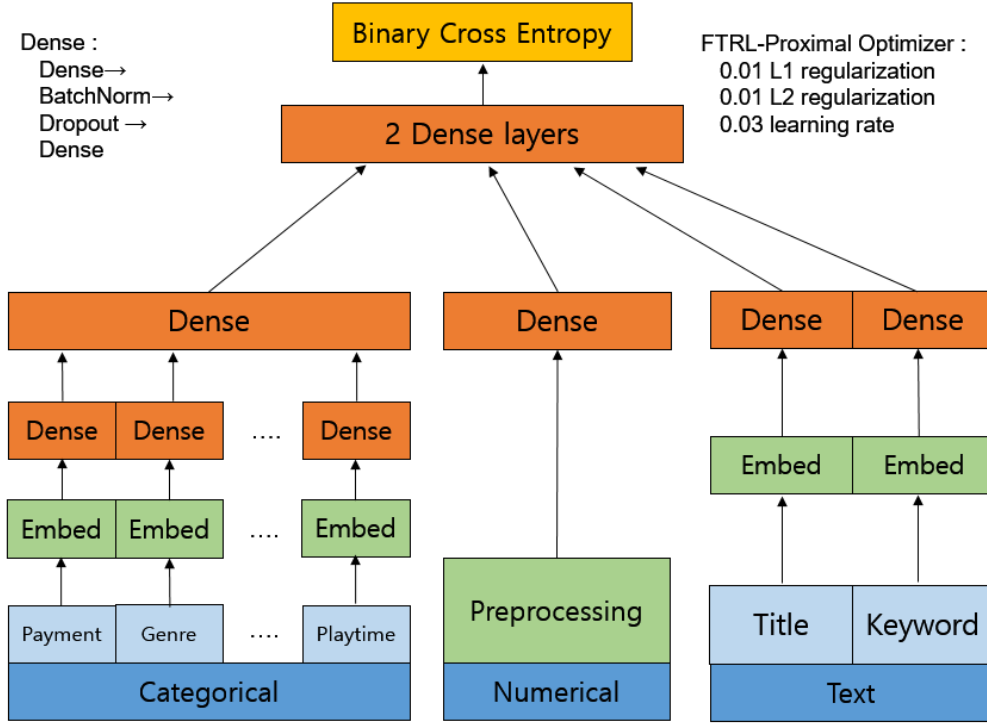 Binary Cross Entropy
Dense :
Dense→
BatchNorm→
Dropout →
Dense
FTRL-Proximal Optimizer :
0.01 L1 regularization
0.01 L2 regularization
0.03 learning rate
2 Dense layers
Dense
Dense
Dense Dense
Dense Dense .... Dense
Embed Embed
Embed Embed .... Embed
Preprocessing
Title Keyword
Payment Genre .... Playtime
Categorical
Numerical
Text